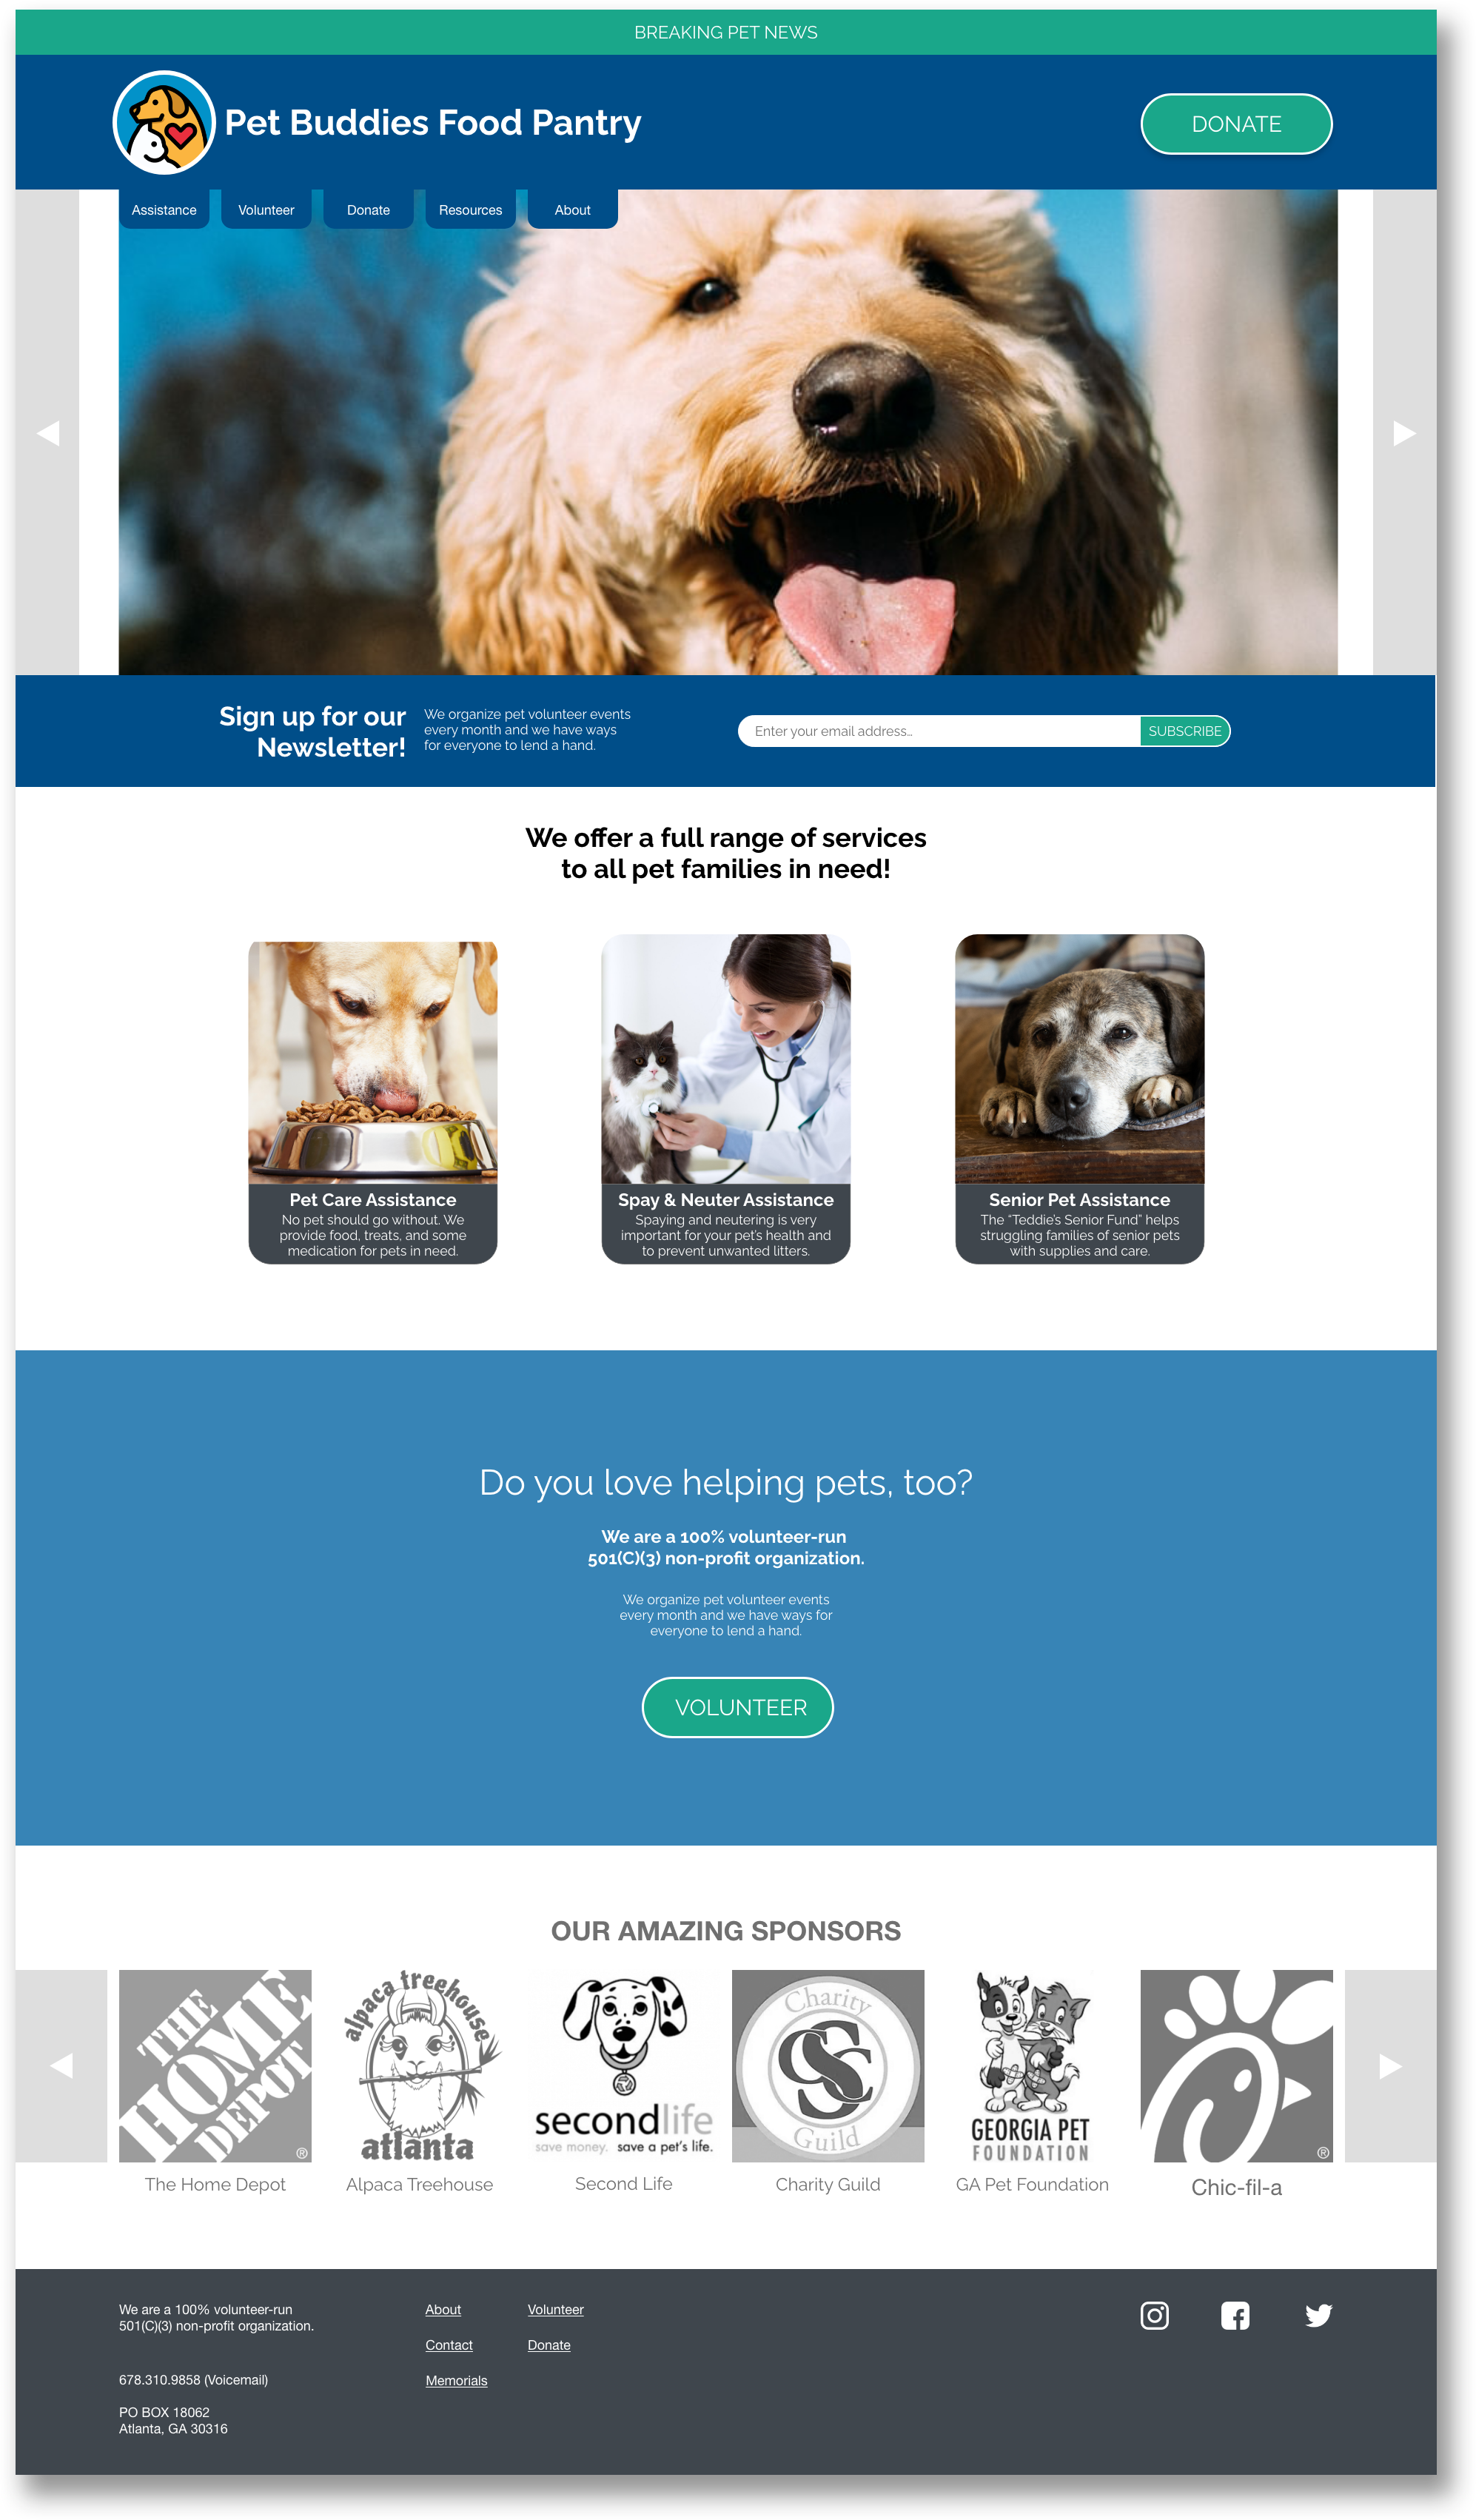 BREAKING PET NEWS
Pet Buddies Food Pantry
DONATE
Assistance
Volunteer
Donate
Resources
About
Sign up for our
Newsletter!
We organize pet volunteer events
every month and we have ways
for everyone to lend a hand.
Enter your email address...
SUBSCRIBE
We offer a full range of services
to all pet families in need!
Pet Care Assistance
No pet should go without. We
provide food, treats, and some
medication for pets in need.
Spay & Neuter Assistance
Spaying and neutering is very
important for your pet's health and
to prevent unwanted litters.
Senior Pet Assistance
The “Teddie's Senior Fund” helps
struggling families of senior pets
with supplies and care.
Do you love helping pets, too?
We are a 100% volunteer-run
501(C)(3) non-profit organization.
We organize pet volunteer events
every month and we have ways for
everyone to lend a hand.
VOLUNTEER
OUR AMAZING SPONSORS
THE
HOME
DEPOT
®
alpaca treehouse
atlanta
secondlife
save money. save a pet's life.
Charity
CS
Guild
GEORGIA PET
FOUNDATION
®
The Home Depot
Alpaca Treehouse
Second Life
Charity Guild
GA Pet Foundation
Chic-fil-a
We are a 100% volunteer-run
501(C)(3) non-profit organization.
678.310.9858 (Voicemail)
PO BOX 18062
Atlanta, GA 30316
About
Contact
Memorials
Volunteer
Donate